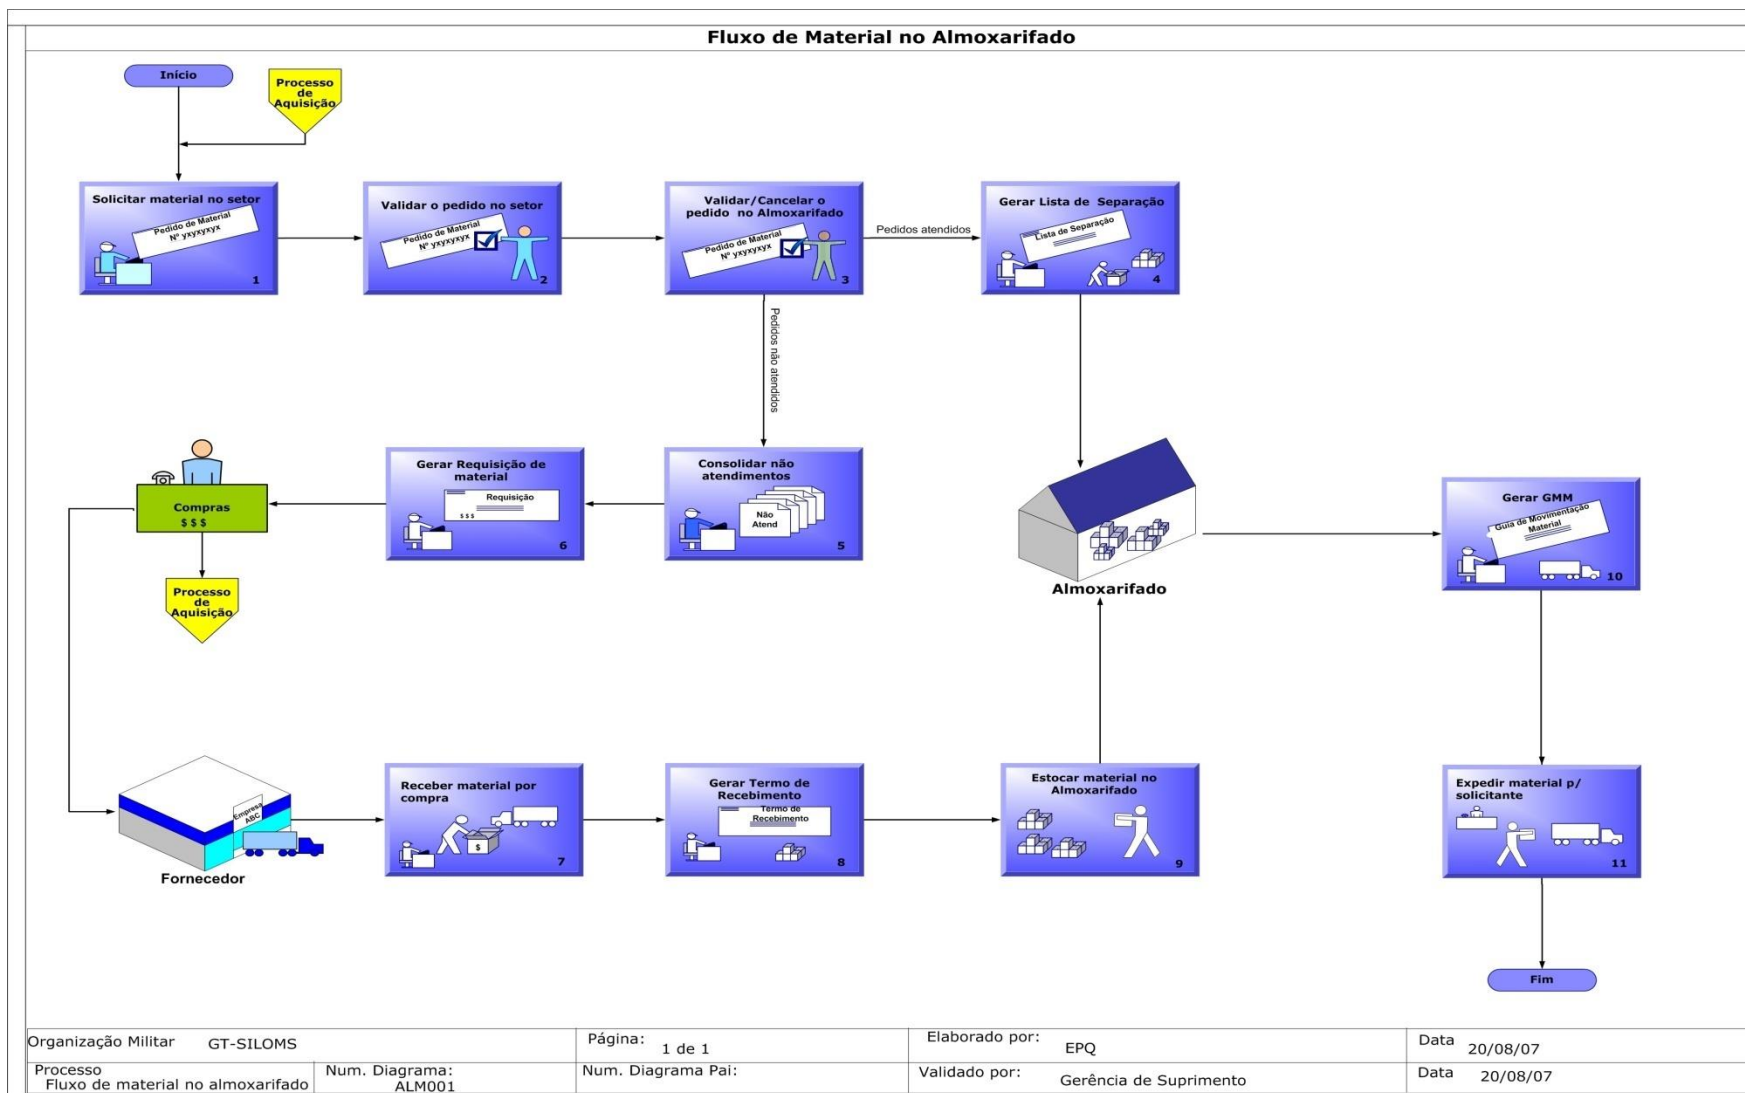 Fluxo de Material no Almoxarifado
Início
Processo
de
Aquisição
Solicitar material no setor
Pedido de Material
Nº yxyxyxyx
1
Validar o pedido no setor
Pedido de Material
Nº yxyxyxyx
2
Validar/Cancelar o
pedido no Almoxarifado
Pedido de Material
Nº yxyxyxyx
3
Pedidos atendidos
Gerar Lista de Separação
Lista de Separação
4
Pedidos não atendidos
Compras
$ $ $
Gerar Requisição de
material
Requisição
$ $ $
6
Consolidar não
atendimentos
Não
Atend
5
Almoxarifado
Gerar GMM
Guia de Movimentação
Material
10
Processo
de
Aquisição
Empresa
ABC
Fornecedor
Receber material por
compra
$
7
Gerar Termo de
Recebimento
Termo de
Recebimento
8
Estocar material no
Almoxarifado
9
Expedir material p/
solicitante
11
Fim
Organização Militar GT-SILOMS
Página: 1 de 1
Elaborado por: EPQ
Data 20/08/07
Processo
Fluxo de material no almoxarifado
Num. Diagrama:
ALM001
Num. Diagrama Pai:
Validado por: Gerência de Suprimento
Data 20/08/07